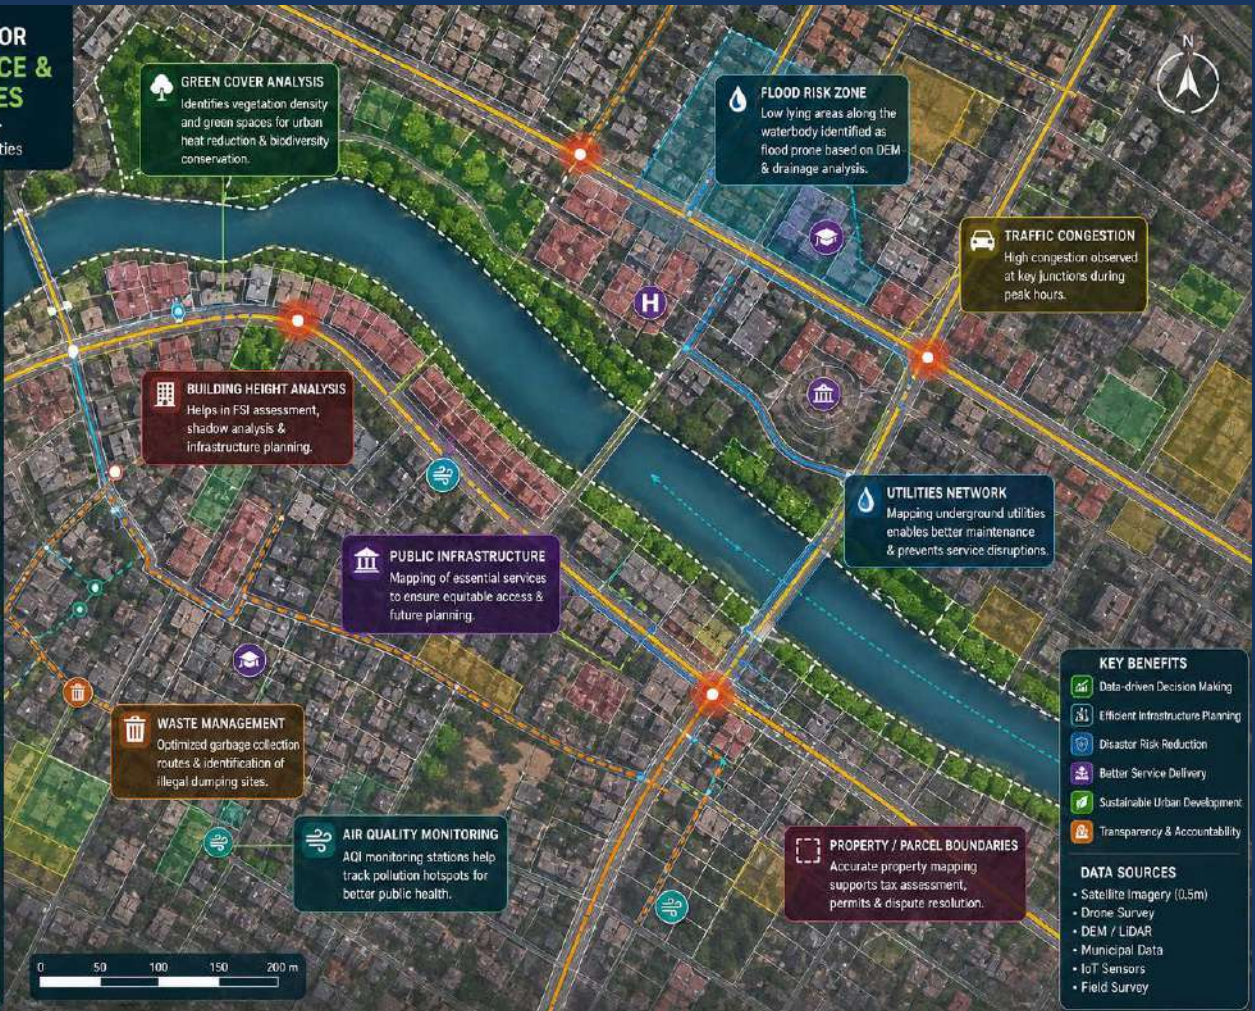 OR
CE &
ES
ties
GREEN COVER ANALYSIS
Identifies vegetation density
and green spaces for urban
heat reduction & biodiversity
conservation.
FLOOD RISK ZONE
Low lying areas along the
waterbody identified as
flood prone based on DEM
& drainage analysis.
N
TRAFFIC CONGESTION
High congestion observed
at key junctions during
peak hours.
H
BUILDING HEIGHT ANALYSIS
Helps in FSI assessment,
shadow analysis &
infrastructure planning.
UTILITIES NETWORK
Mapping underground utilities
enables better maintenance
& prevents service disruptions.
PUBLIC INFRASTRUCTURE
Mapping of essential services
to ensure equitable access &
future planning.
WASTE MANAGEMENT
Optimized garbage collection
routes & identification of
illegal dumping sites.
AIR QUALITY MONITORING
AQI monitoring stations help
track pollution hotspots for
better public health.
PROPERTY / PARCEL BOUNDARIES
Accurate property mapping
supports tax assessment,
permits & dispute resolution.
KEY BENEFITS
Data-driven Decision Making
Efficient Infrastructure Planning
Disaster Risk Reduction
Better Service Delivery
Sustainable Urban Development
Transparency & Accountability
DATA SOURCES
• Satellite Imagery (0.5m)
• Drone Survey
• DEM / LiDAR
• Municipal Data
• IoT Sensors
• Field Survey
0 50 100 150 200 m